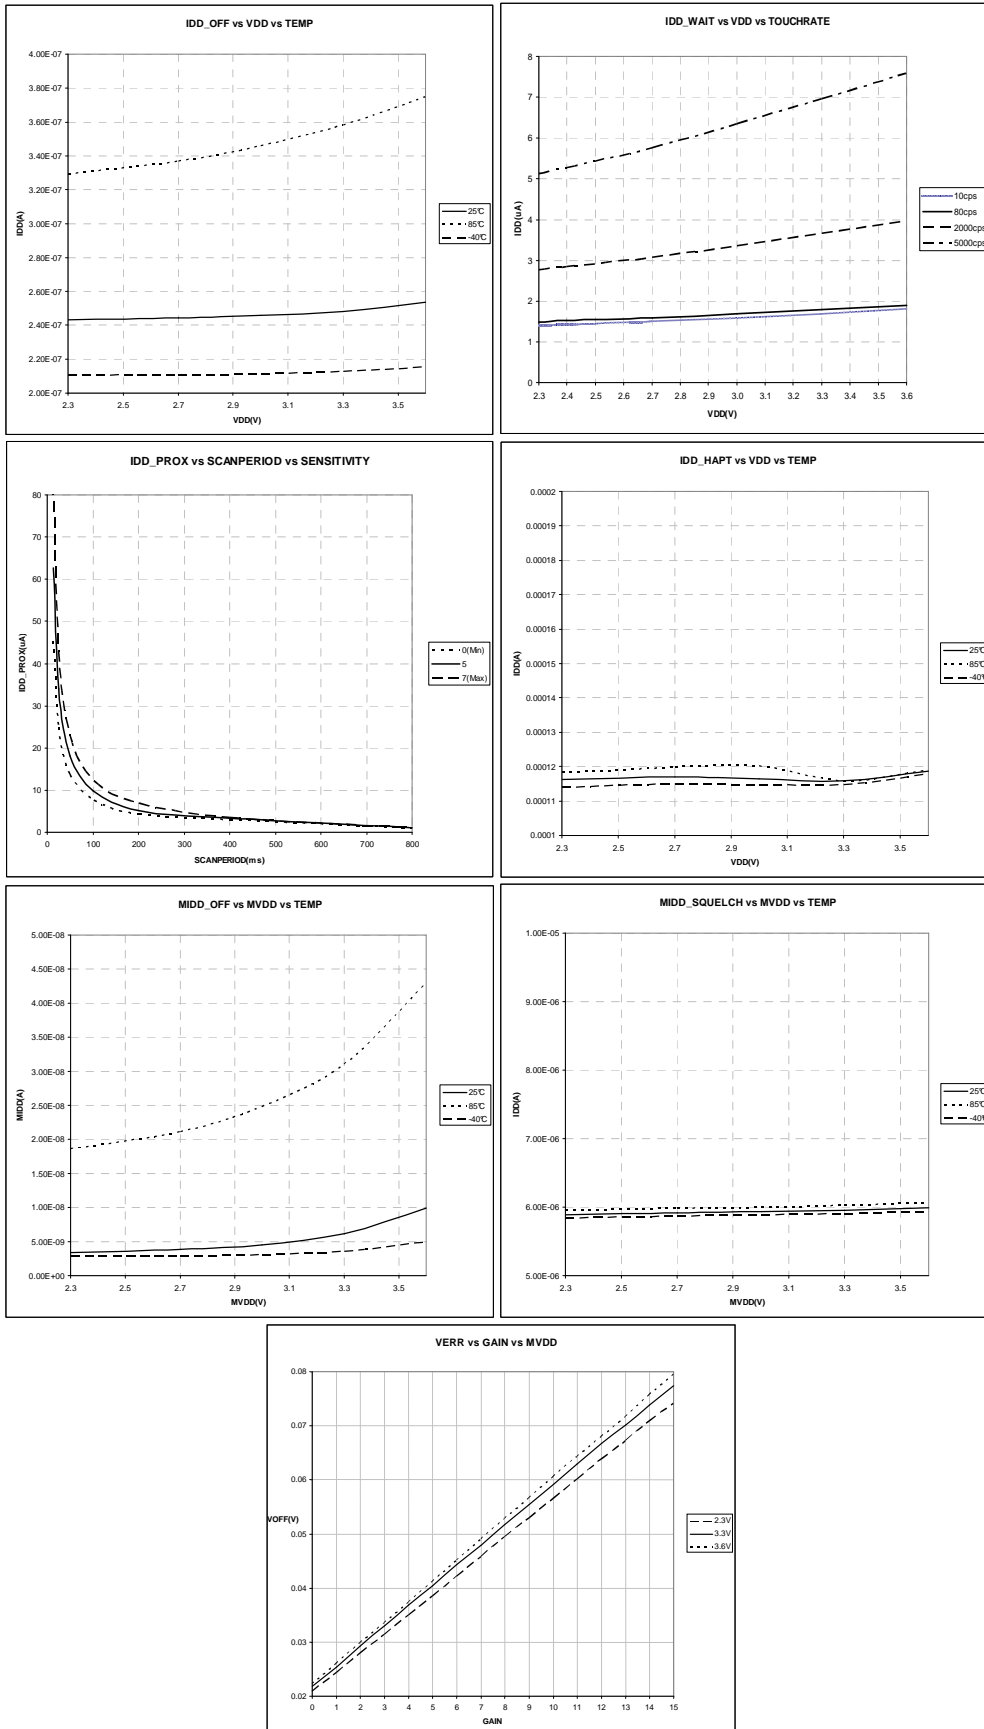 IDD_OFF vs VDD vs TEMP
4.00E-07
3.80E-07
3.60E-07
3.40E-07
3.20E-07
3.00E-07
2.80E-07
2.60E-07
2.40E-07
2.20E-07
2.00E-07
IDD(A)
2.3 2.5 2.7 2.9 3.1 3.3 3.5
VDD(V)
25℃
85℃
-40℃
IDD_WAIT vs VDD vs TOUCHRATE
8
7
6
5
4
3
2
1
0
IDD(uA)
2.3 2.4 2.5 2.6 2.7 2.8 2.9 3.0 3.1 3.2 3.3 3.4 3.5 3.6
VDD(V)
10cps
80cps
2000cps
5000cps
IDD_PROX vs SCANPERIOD vs SENSITIVITY
80
70
60
50
40
30
20
10
0
IDD_PROX(uA)
0 100 200 300 400 500 600 700 800
SCANPERIOD(ms)
0(Min)
5
7(Max)
IDD_HAPT vs VDD vs TEMP
0.0002
0.00019
0.00018
0.00017
0.00016
0.00015
0.00014
0.00013
0.00012
0.00011
0.0001
IDD(A)
2.3 2.5 2.7 2.9 3.1 3.3 3.5
VDD(V)
25℃
85℃
-40℃
MIDD_OFF vs MVDD vs TEMP
5.00E-08
4.50E-08
4.00E-08
3.50E-08
3.00E-08
2.50E-08
2.00E-08
1.50E-08
1.00E-08
5.00E-09
0.00E+00
MIDD(A)
2.3 2.5 2.7 2.9 3.1 3.3 3.5
MVDD(V)
25℃
85℃
-40℃
MIDD_SQUELCH vs MVDD vs TEMP
1.00E-05
9.00E-06
8.00E-06
7.00E-06
6.00E-06
5.00E-06
IDD(A)
2.3 2.5 2.7 2.9 3.1 3.3 3.5
MVDD(V)
25℃
85℃
-40℃
VERR vs GAIN vs MVDD
0.08
0.07
0.06
0.05
0.04
0.03
0.02
VOFF(V)
0 1 2 3 4 5 6 7 8 9 10 11 12 13 14 15
GAIN
2.3V
3.3V
3.6V